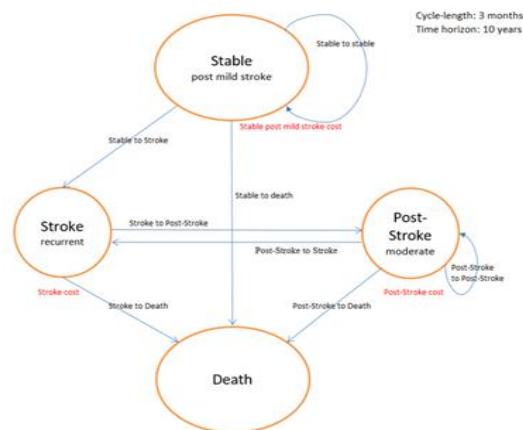 Cycle-length: 3 months
Time horizon: 10 years
Stable to stable
Stable
post mild stroke
Stable post mild stroke cost
Stable to Stroke
Stable to death
Stroke
recurrent
Stroke to Post-Stroke
Post-Stroke to Stroke
Post-
Stroke
moderate
Post-Stroke
to Post-Stroke
Stroke cost
Post-Stroke cost
Stroke to Death
Post-Stroke to Death
Death